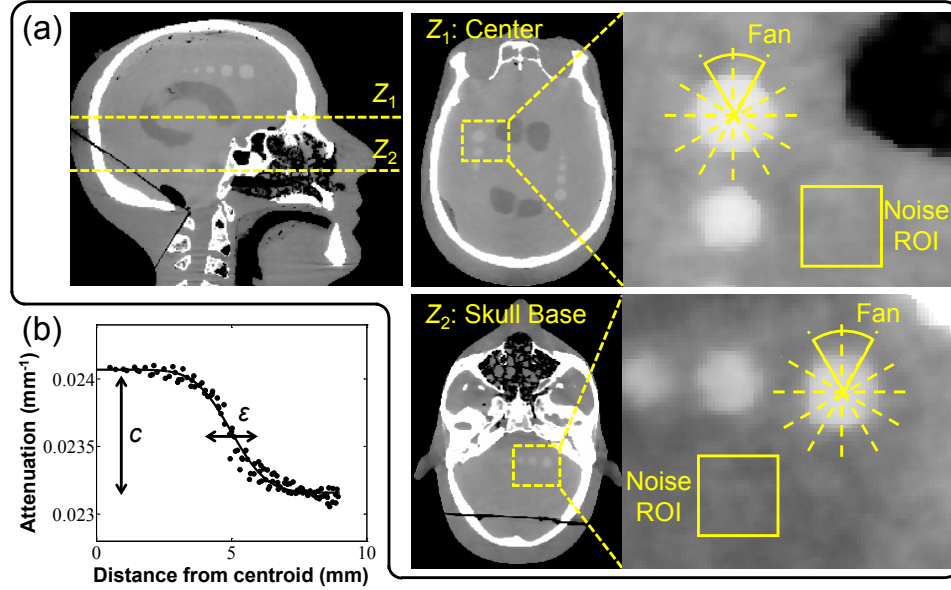 (a)
Z₁
Z₂
Z₁: Center
Fan
Noise
ROI
Z₂: Skull Base
Fan
Noise
ROI
(b)
Attenuation (mm⁻¹)
0.024
0.0235
0.023
c
ε
0
5
10
Distance from centroid (mm)